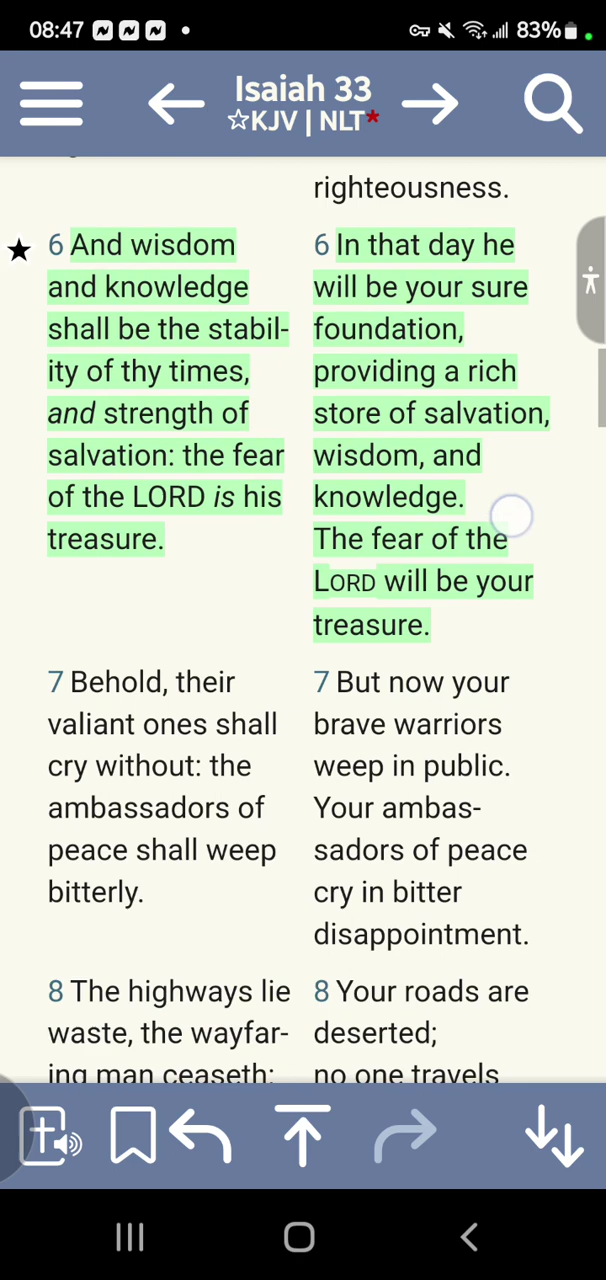 08:47
83%
Isaiah 33
☆KJV | NLT*
righteousness.
6 And wisdom
and knowledge
shall be the stabil-
ity of thy times,
and strength of
salvation: the fear
of the LORD is his
treasure.
6 In that day he
will be your sure
foundation,
providing a rich
store of salvation,
wisdom, and
knowledge.
The fear of the
LORD will be your
treasure.
7 Behold, their
valiant ones shall
cry without: the
ambassadors of
peace shall weep
bitterly.
7 But now your
brave warriors
weep in public.
Your ambas-
sadors of peace
cry in bitter
disappointment.
8 The highways lie
waste, the wayfar-
ing man ceaseth:
8 Your roads are
deserted;
no one travels